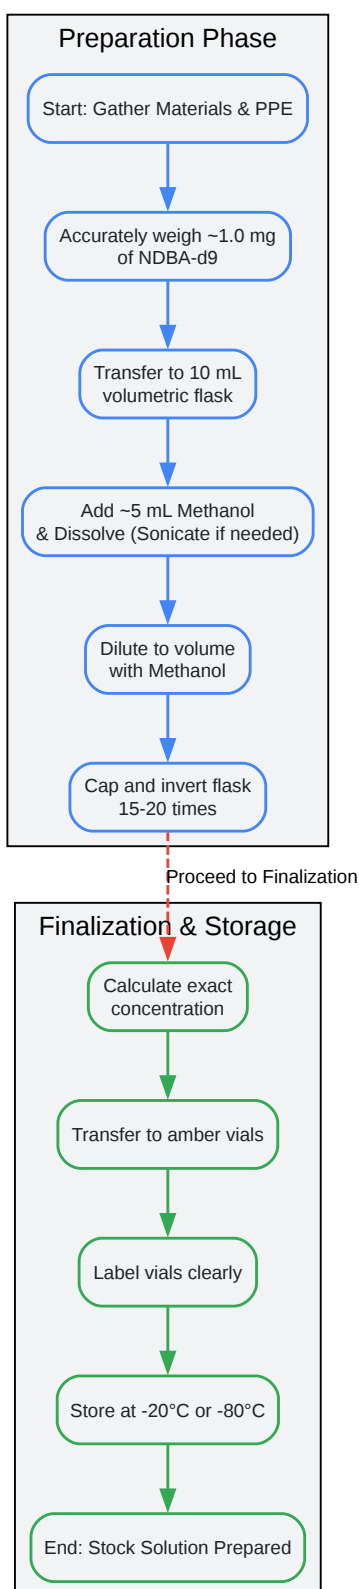 Preparation Phase
Start: Gather Materials & PPE
Accurately weigh ~1.0 mg
of NDBA-d9
Transfer to 10 mL
volumetric flask
Add ~5 mL Methanol
& Dissolve (Sonicate if needed)
Dilute to volume
with Methanol
Cap and invert flask
15-20 times
Proceed to Finalization
Finalization & Storage
Calculate exact
concentration
Transfer to amber vials
Label vials clearly
Store at -20°C or -80°C
End: Stock Solution Prepared